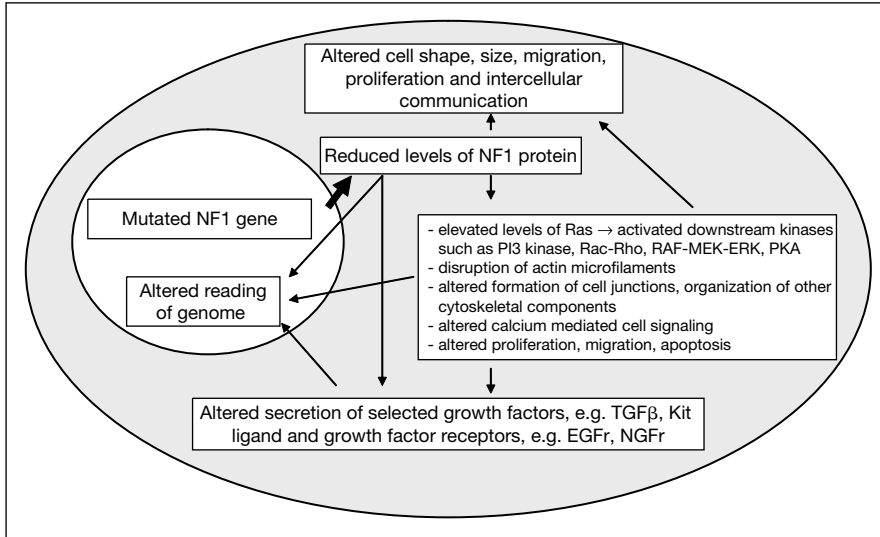 Altered cell shape, size, migration,
proliferation and intercellular
communication
Reduced levels of NF1 protein
Mutated NF1 gene
- elevated levels of Ras → activated downstream kinases
such as PI3 kinase, Rac-Rho, RAF-MEK-ERK, PKA
- disruption of actin microfilaments
- altered formation of cell junctions, organization of other
cytoskeletal components
- altered calcium mediated cell signaling
- altered proliferation, migration, apoptosis
Altered reading
of genome
Altered secretion of selected growth factors, e.g. TGFβ, Kit
ligand and growth factor receptors, e.g. EGFr, NGFr